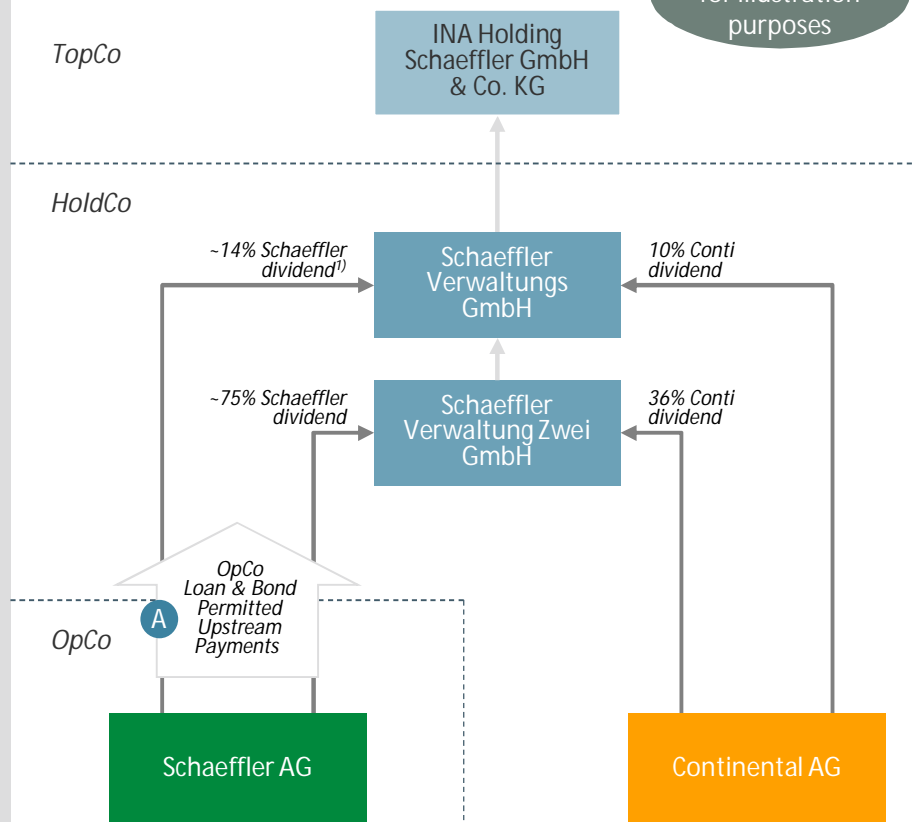 for illustration
purposes
TopCo
INA Holding
Schaeffler GmbH
& Co. KG
HoldCo
~14% Schaeffler
dividend1)
Schaeffler
Verwaltungs
GmbH
10% Conti
dividend
~75% Schaeffler
dividend
Schaeffler
Verwaltung Zwei
GmbH
36% Conti
dividend
OpCo
Loan & Bond
Permitted
Upstream
Payments
A
OpCo
Schaeffler AG
Continental AG